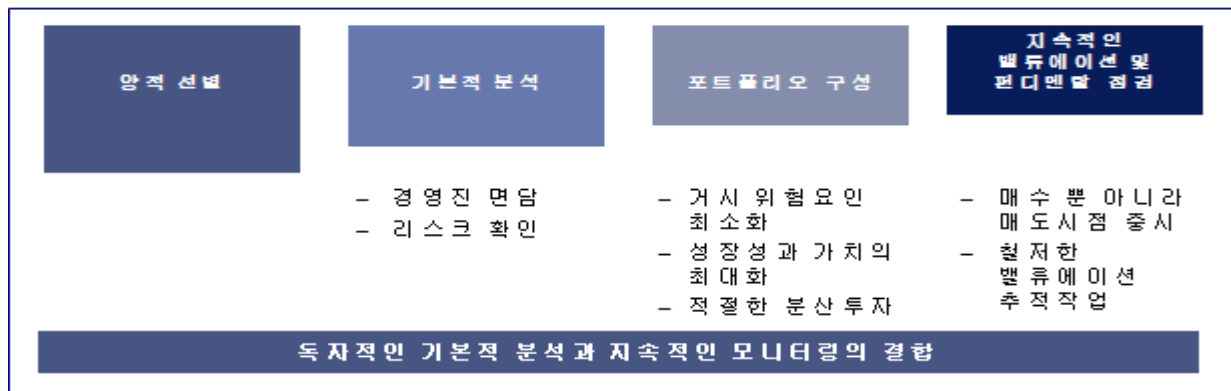 양적 선별
기본적 분석
포트폴리오 구성
지속적인
밸류에이션 및
펀디멘탈 점검
– 경영진 면담
– 리스크 확인
– 거시 위험요인
최소화
– 성장성과 가치의
최대화
– 적절한 분산투자
– 매수 뿐 아니라
매도시점 중시
– 철저한
밸류에이션
추적작업
독자적인 기본적 분석과 지속적인 모니터링의 결합